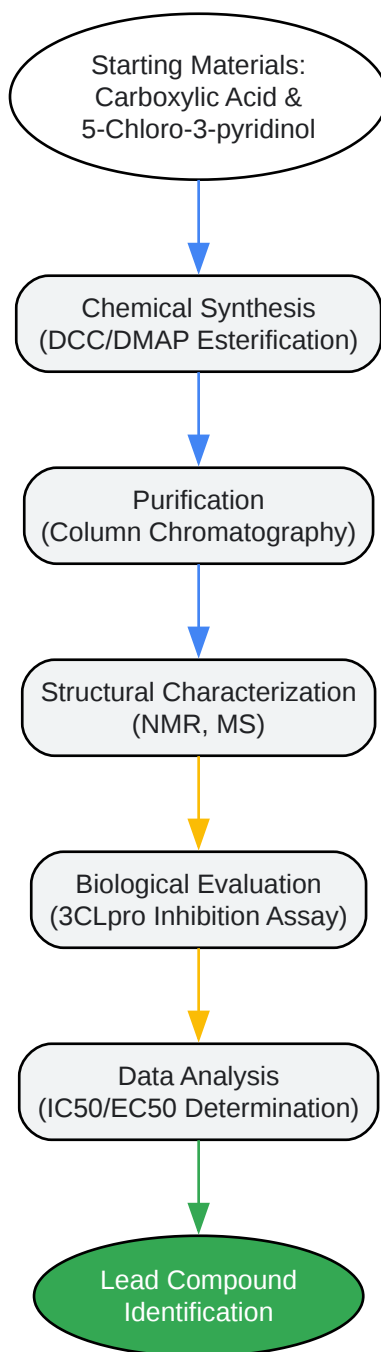 Starting Materials:
Carboxylic Acid &
5-Chloro-3-pyridinol
Chemical Synthesis
(DCC/DMAP Esterification)
Purification
(Column Chromatography)
Structural Characterization
(NMR, MS)
Biological Evaluation
(3CLpro Inhibition Assay)
Data Analysis
(IC50/EC50 Determination)
Lead Compound
Identification